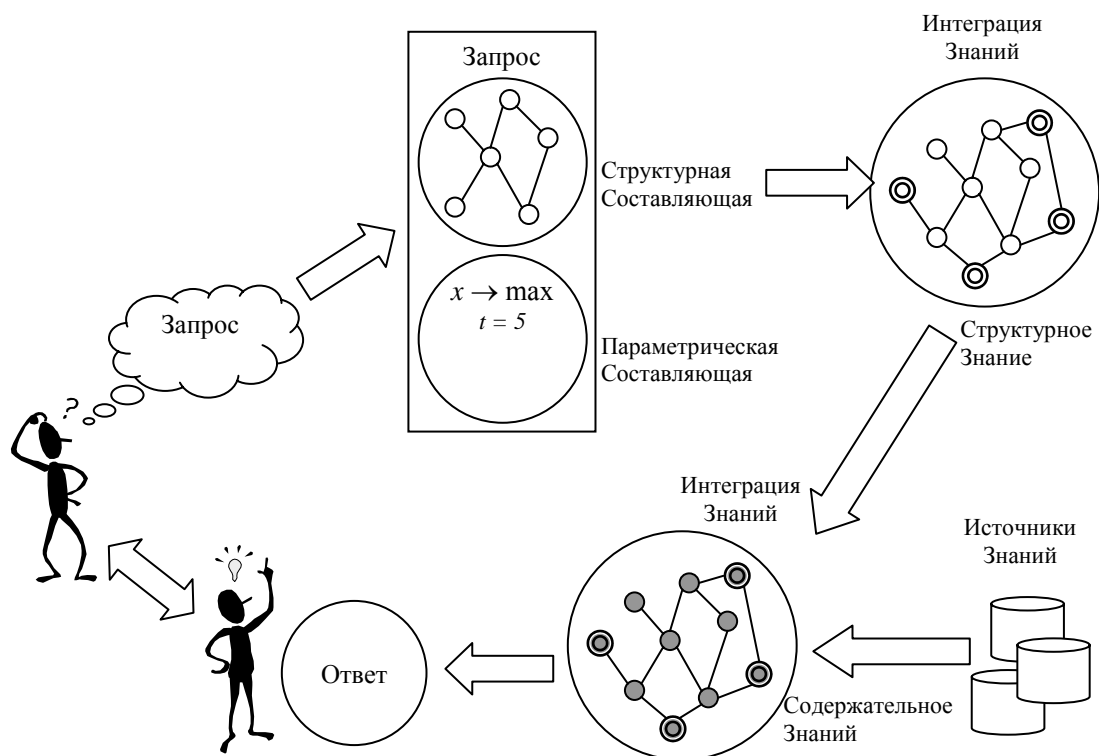 Интеграция
Знаний
Запрос
Структурная
Составляющая
x → max
t = 5
Запрос
Параметрическая
Составляющая
Структурное
Знание
?
Интеграция
Знаний
Источники
Знаний
Ответ
Содержательное
Знаний